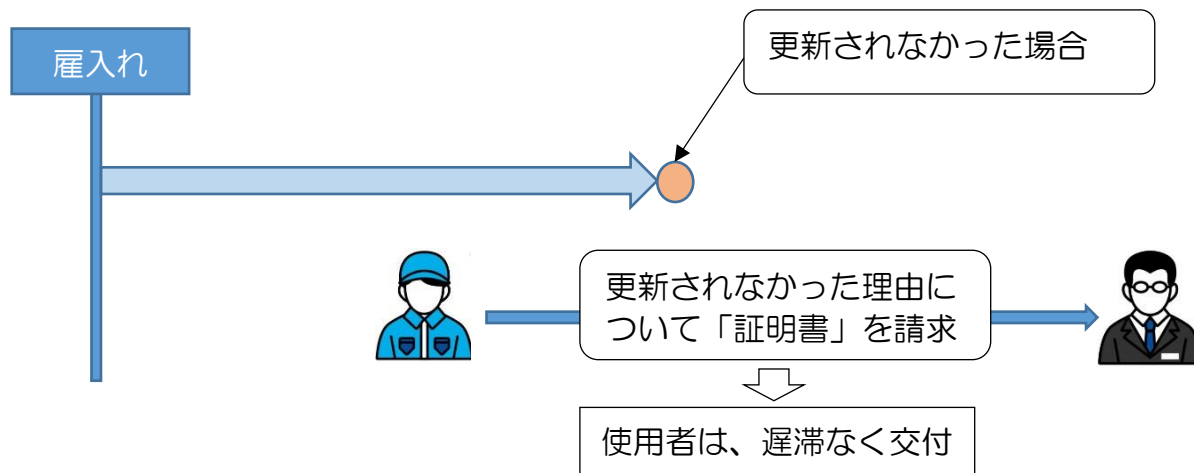 雇入れ
更新されなかった場合
更新されなかった理由に
ついて「証明書」を請求
使用者は、遅滞なく交付